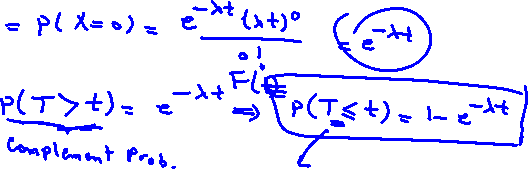 = P(X=0) = e^{-λt} (λt)^0 / 0! = e^{-λt}
P(T>t) = e^{-λt} ⇒ F(t) = P(T≤t) = 1 - e^{-λt}
Complement Prob.